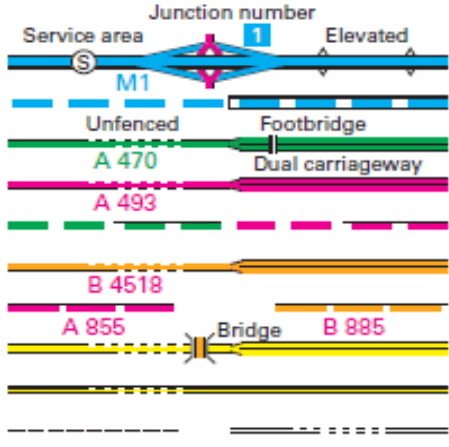 Junction number
Service area 1 Elevated
S
M1
Unfenced Footbridge
A 470 Dual carriageway
A 493
B 4518
A 855 Bridge B 885